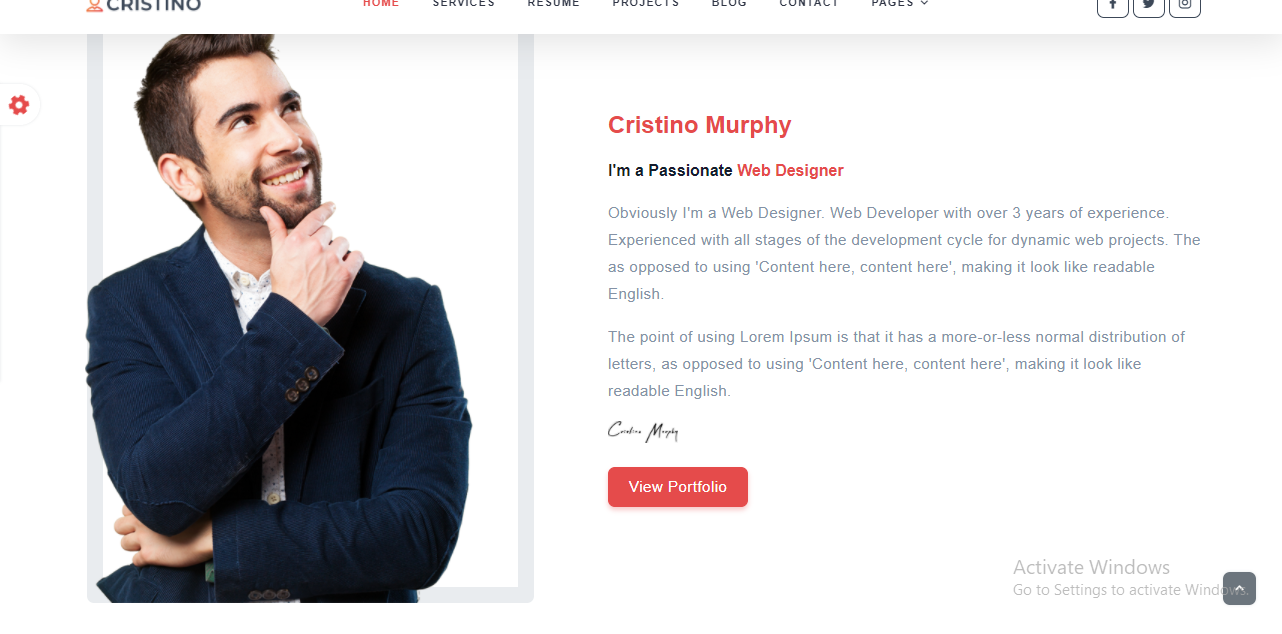 CRISTINO
HOME SERVICES RESUME PROJECTS BLOG CONTACT PAGES
Cristino Murphy
I'm a Passionate Web Designer
Obviously I'm a Web Designer. Web Developer with over 3 years of experience.
Experienced with all stages of the development cycle for dynamic web projects. The
as opposed to using 'Content here, content here', making it look like readable
English.
The point of using Lorem Ipsum is that it has a more-or-less normal distribution of
letters, as opposed to using 'Content here, content here', making it look like
readable English.
Cristino Murphy
View Portfolio
Activate Windows
Go to Settings to activate Windows.